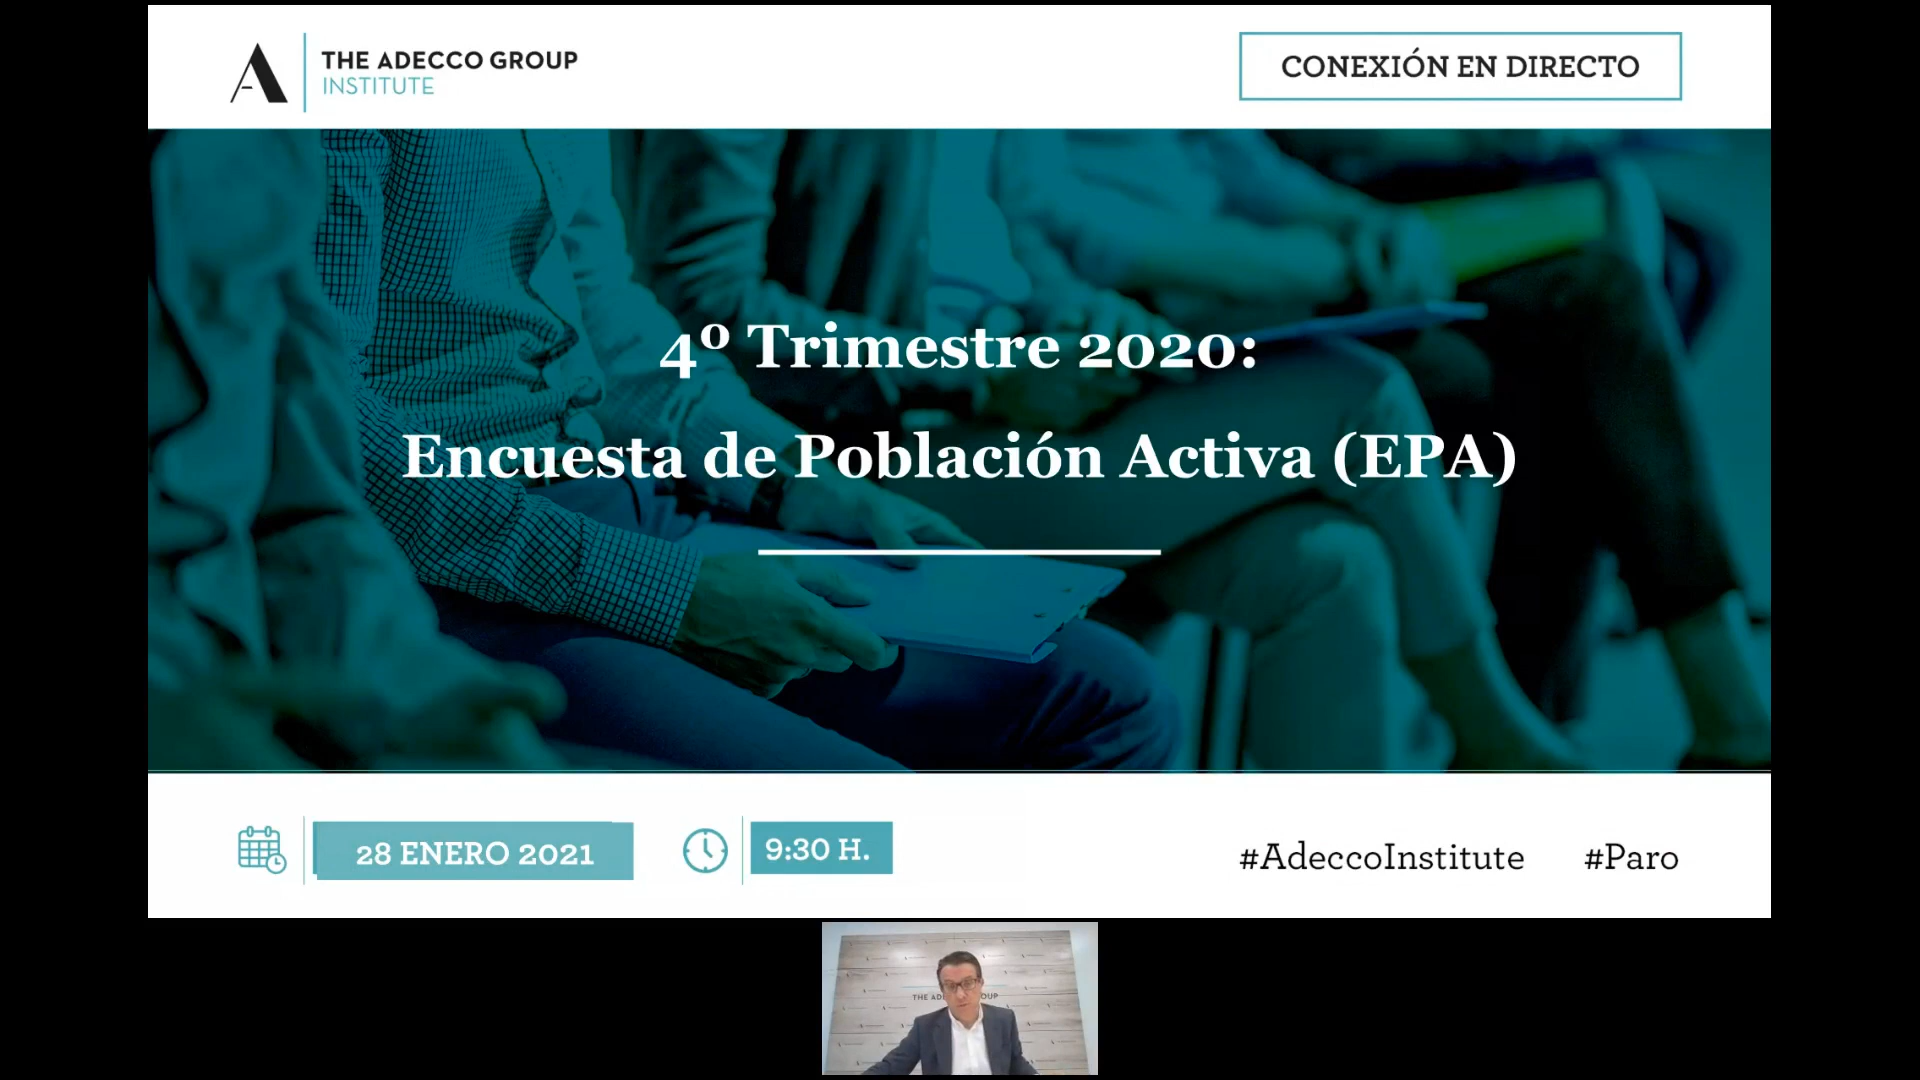 THE ADECCO GROUP
INSTITUTE
CONEXIÓN EN DIRECTO
4º Trimestre 2020:
Encuesta de Población Activa (EPA)
28 ENERO 2021
9:30 H.
#AdeccoInstitute
#Paro